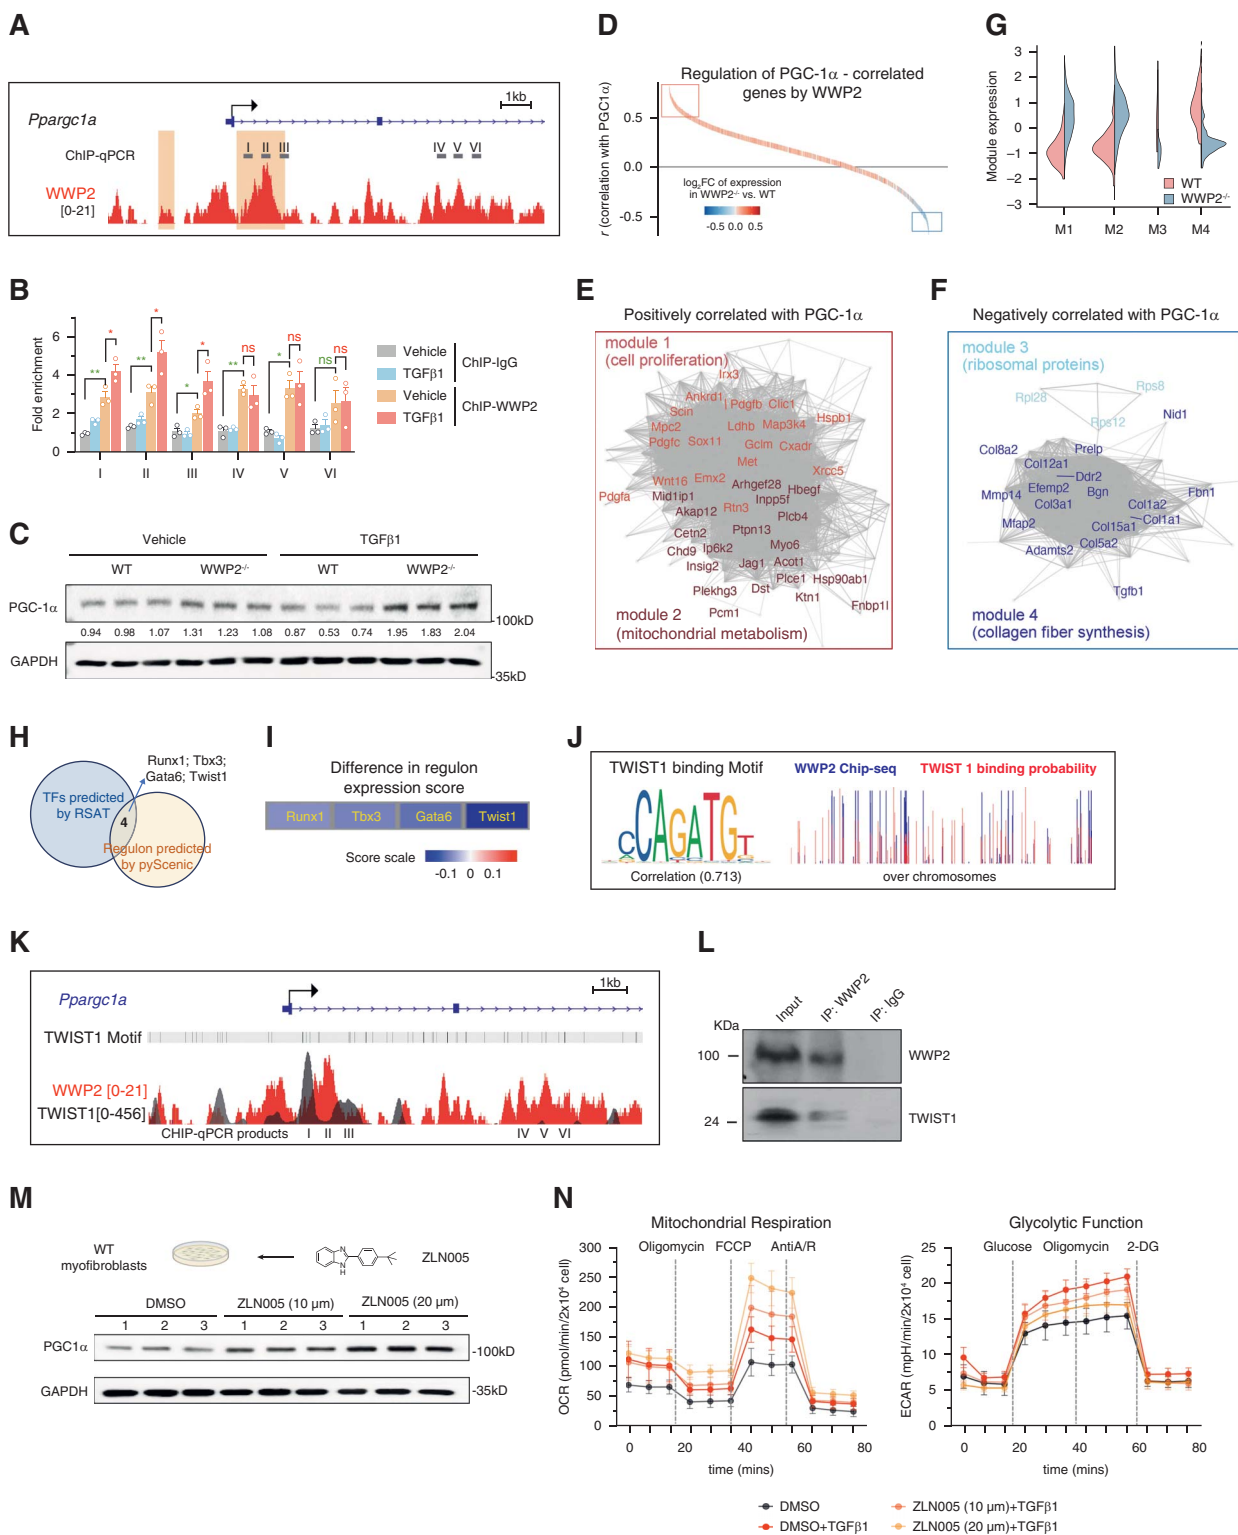 A
1kb
Ppargc1a
ChIP-qPCR
I II III IV V VI
WWP2
[0-21]
B
Fold enrichment
6
4
2
0
** * ** * * * ** ns * ns ns ns
I II III IV V VI
Vehicle
TGFβ1
ChIP-IgG
Vehicle
TGFβ1
ChIP-WWP2
C
Vehicle TGFβ1
WT WWP2-/- WT WWP2-/-
PGC-1α
-100kD
0.94 0.98 1.07 1.31 1.23 1.08 0.87 0.53 0.74 1.95 1.83 2.04
GAPDH
-35kD
D
Regulation of PGC-1α - correlated
genes by WWP2
r (correlation with PGC1α)
0.5
0.0
-0.5
log2FC of expression
in WWP2-/- vs. WT
-0.5 0.0 0.5
E
Positively correlated with PGC-1α
module 1
(cell proliferation)
Irx3
Ankrd1
Pdgfb Clic1
Scin
Hspb1
Mpc2
Ldhb Map3k4
Pdgfc Sox11
Gclm Cxadr
Met
Xrcc5
Wnt16 Emx2
Arhgef28
Pdgfa
Mid1ip1
Hbegf
Inpp5f
Akap12
Rtn3
Plcb4
Ptpn13
Cetn2
Myo6
Chd9 Ip6k2
Insig2
Jag1 Acot1
Plce1 Hsp90ab1
Plekhg3 Dst
Ktn1
Fnbp1l
Pcm1
module 2
(mitochondrial metabolism)
F
Negatively correlated with PGC-1α
module 3
(ribosomal proteins)
Rpl28
Rps8
Rps12
Nid1
Col8a2
Prelp
Col12a1
Ddr2
Mmp14
Efemp2
Bgn
Fbn1
Col3a1
Col1a2
Mfap2
Col15a1
Col1a1
Adamts2
Col5a2
Tgfb1
module 4
(collagen fiber synthesis)
G
Module expression
3
2
1
0
−1
−2
−3
WT
WWP2-/-
M1 M2 M3 M4
H
Runx1; Tbx3;
Gata6; Twist1
TFs predicted
by RSAT
4
Regulon predicted
by pyScenic
I
Difference in regulon
expression score
Runx1 Tbx3 Gata6 Twist1
Score scale
-0.1 0 0.1
J
TWIST1 binding Motif
WWP2 Chip-seq
TWIST 1 binding probability
CCAGATGT
Correlation (0.713)
over chromosomes
K
1kb
Ppargc1a
TWIST1 Motif
WWP2 [0-21]
TWIST1[0-456]
CHIP-qPCR products I II III IV V VI
L
Input
IP: WWP2
IP: IgG
KDa
100
WWP2
24
TWIST1
M
WT
myofibroblasts
N
N
H
ZLN005
DMSO ZLN005 (10 µm) ZLN005 (20 µm)
1 2 3 1 2 3 1 2 3
PGC1α
-100kD
GAPDH
-35kD
N
Mitochondrial Respiration
Oligomycin FCCP AntiA/R
OCR (pmol/min/2x10⁴ cell)
300
250
200
150
100
50
0
0 20 40 60 80
time (mins)
Glycolytic Function
Glucose Oligomycin 2-DG
ECAR (mpH/min/2x10⁴ cell)
25
20
15
10
5
0
0 20 40 60 80
time (mins)
DMSO
ZLN005 (10 µm)+TGFβ1
DMSO+TGFβ1
ZLN005 (20 µm)+TGFβ1